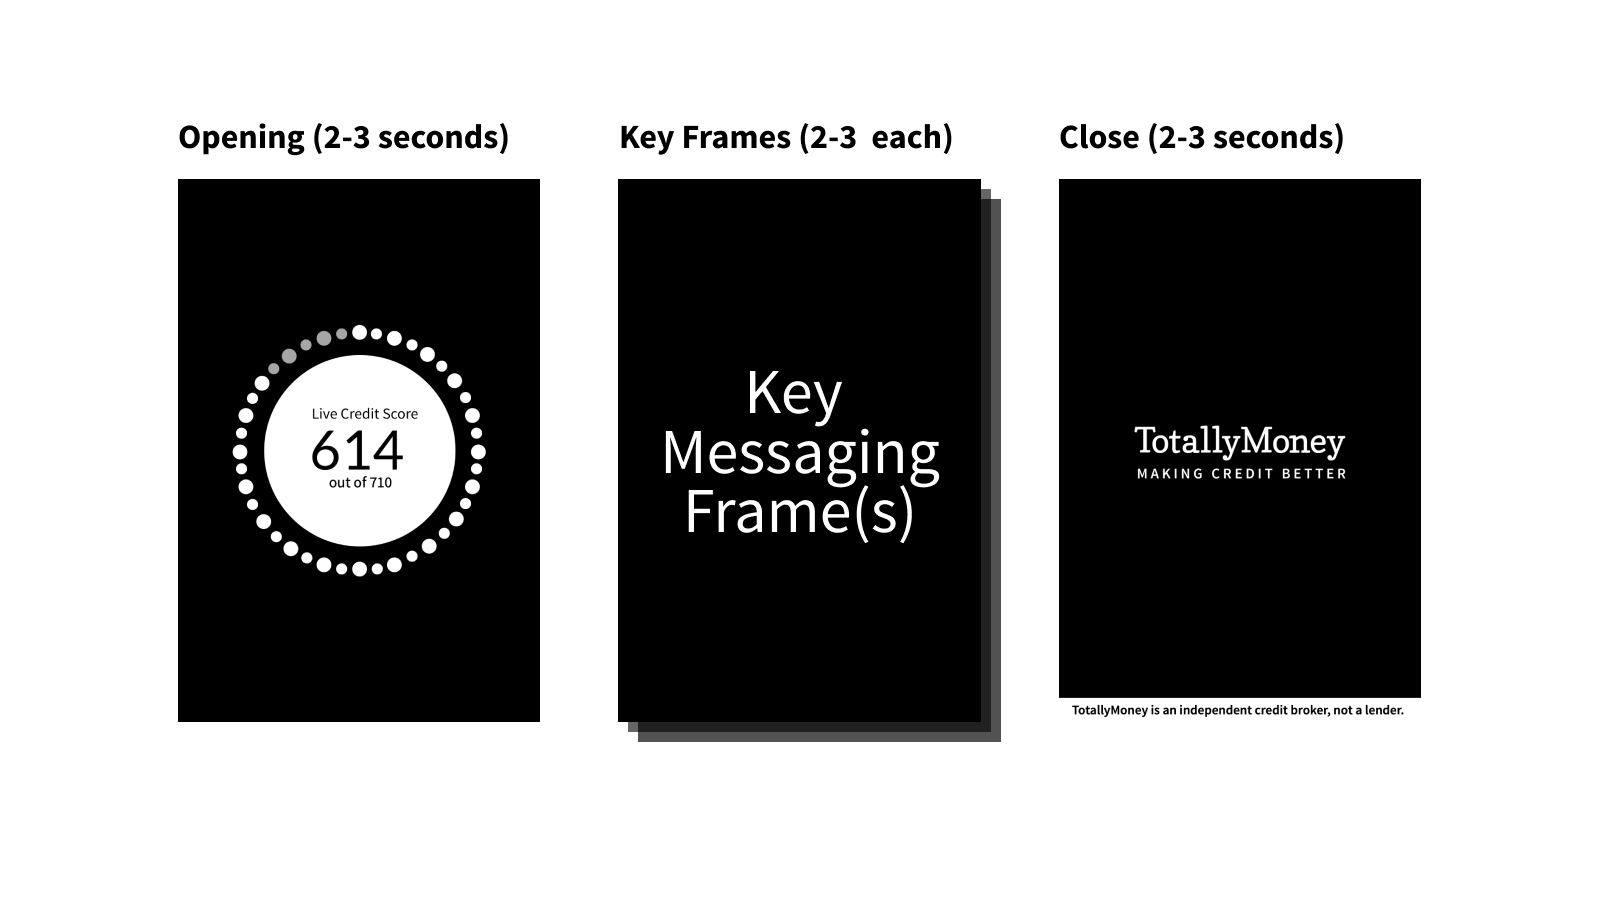 Opening (2-3 seconds)
Live Credit Score
614
out of 710
Key Frames (2-3  each)
Key
Messaging
Frame(s)
Close (2-3 seconds)
TotallyMoney
MAKING CREDIT BETTER
TotallyMoney is an independent credit broker, not a lender.